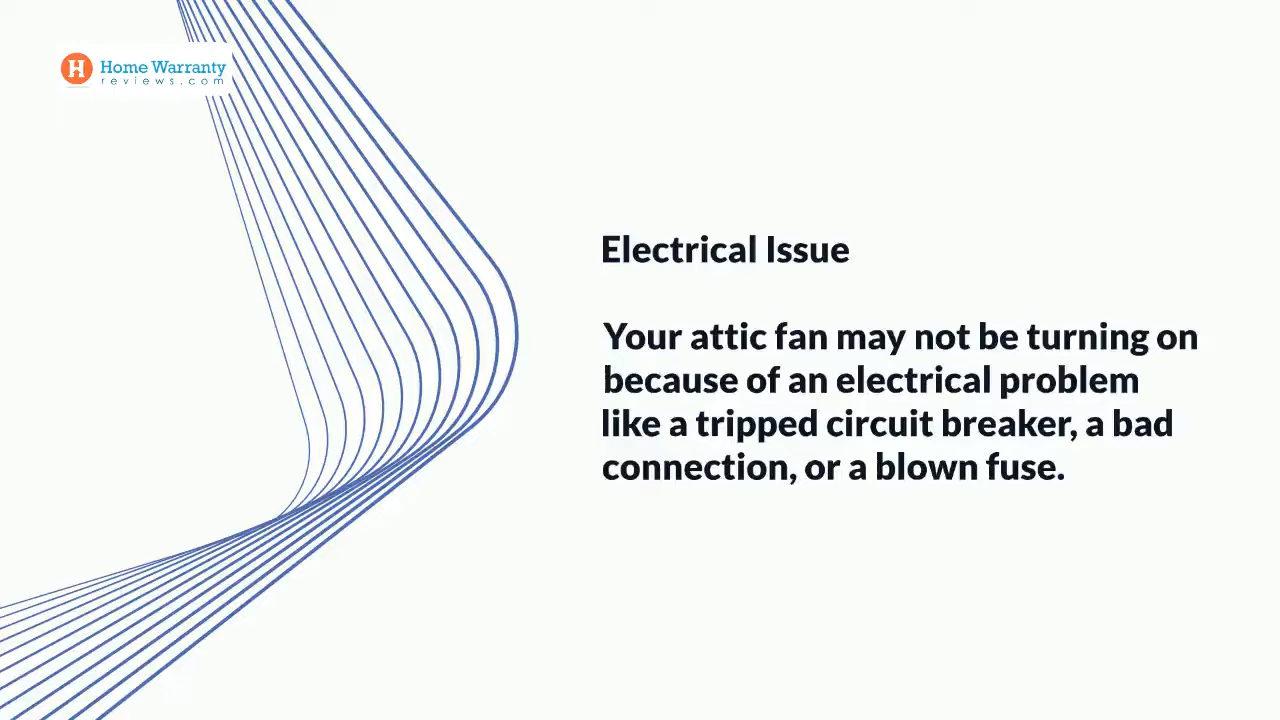 H
Home Warranty
reviews.com
Electrical Issue
Your attic fan may not be turning on
because of an electrical problem
like a tripped circuit breaker, a bad
connection, or a blown fuse.